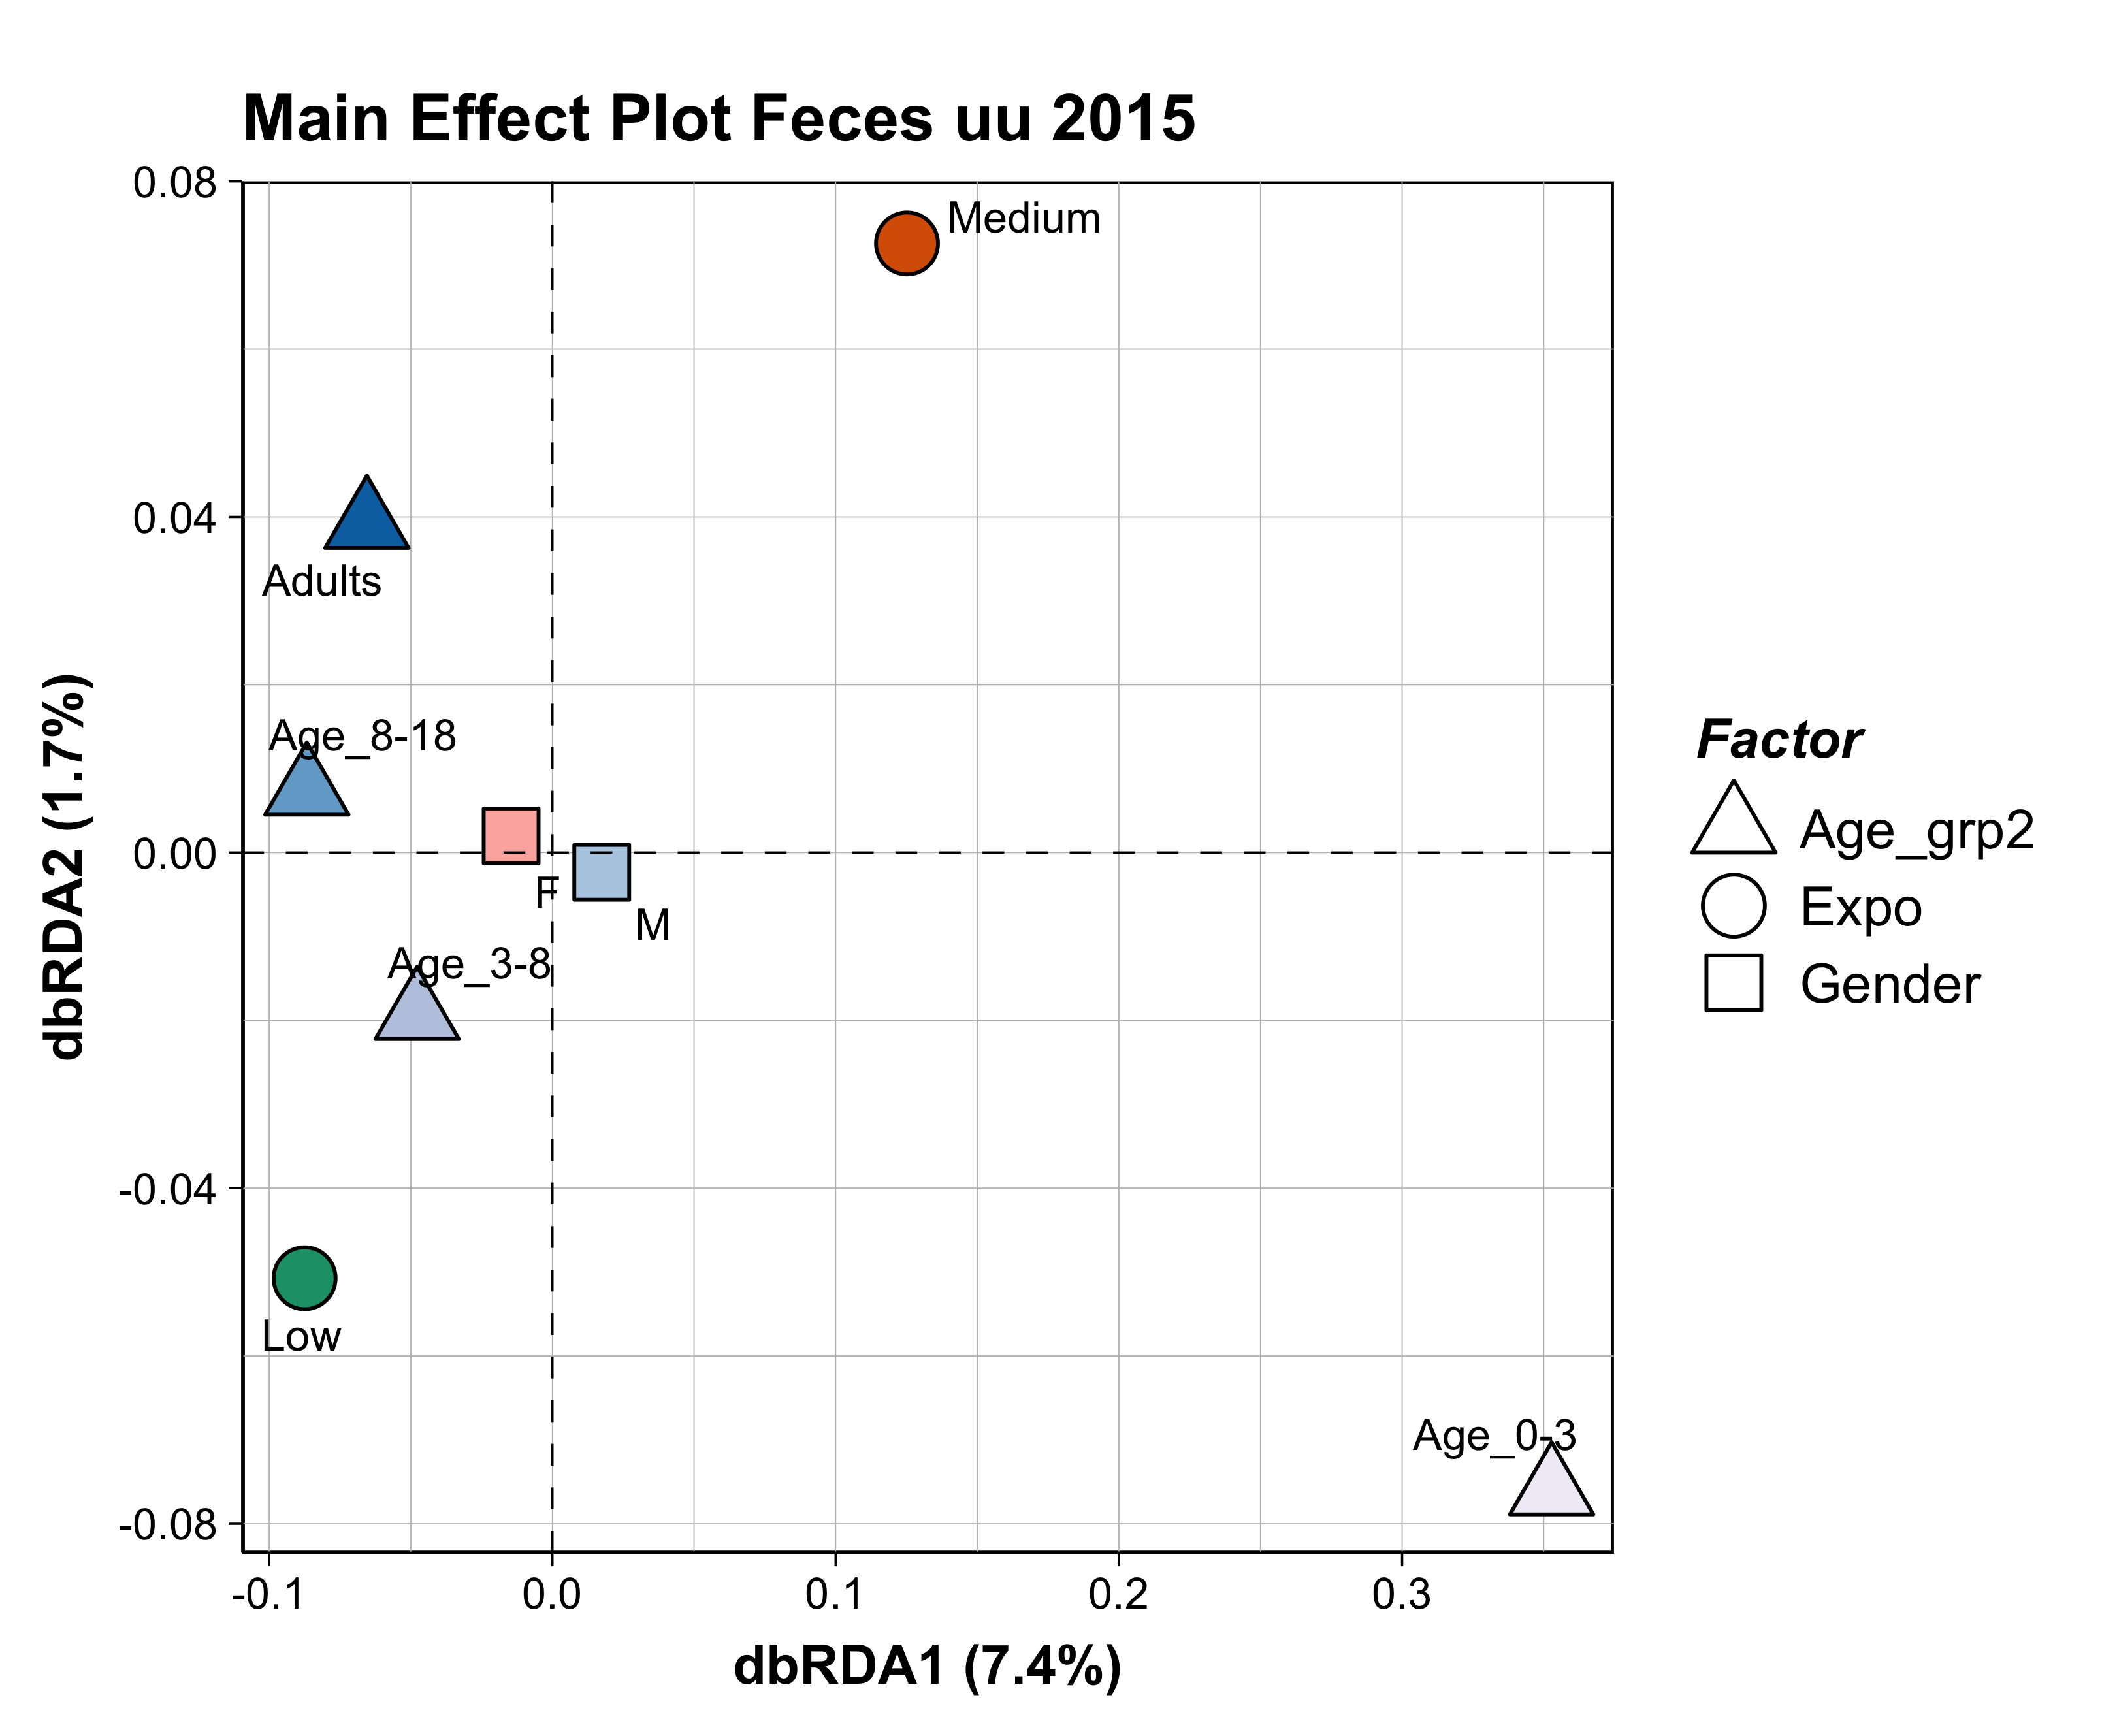 Main Effect Plot Feces uu 2015
0.08
0.04
0.00
-0.04
-0.08
dbRDA2 (1.7%)
Medium
Adults
Age_8-18
F
M
Age_3-8
Low
Age_0-3
-0.1
0.0
0.1
0.2
0.3
dbRDA1 (7.4%)
Factor
Age_grp2
Expo
Gender